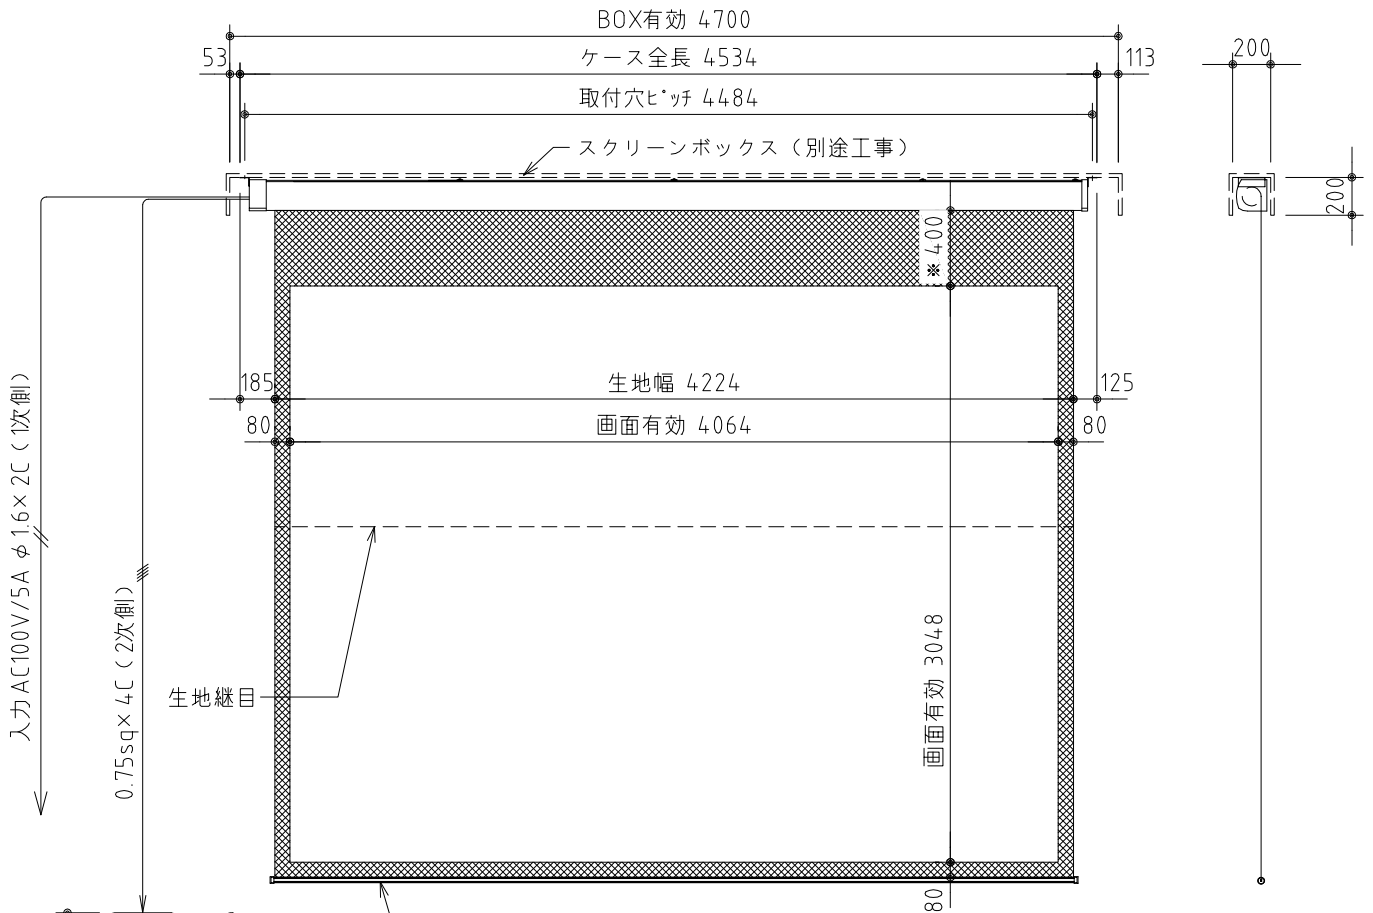 BOX有効 4700
53
ケース全長 4534
113
200
取付穴ﾋﾟｯﾁ 4484
スクリーンボックス（別途工事）
200
※ 400
185
生地幅 4224
125
80
画面有効 4064
80
入力AC100V/5A φ1.6×2C（1次側）
0.75sq×4C（2次側）
画面有効 3048
生地継目
80